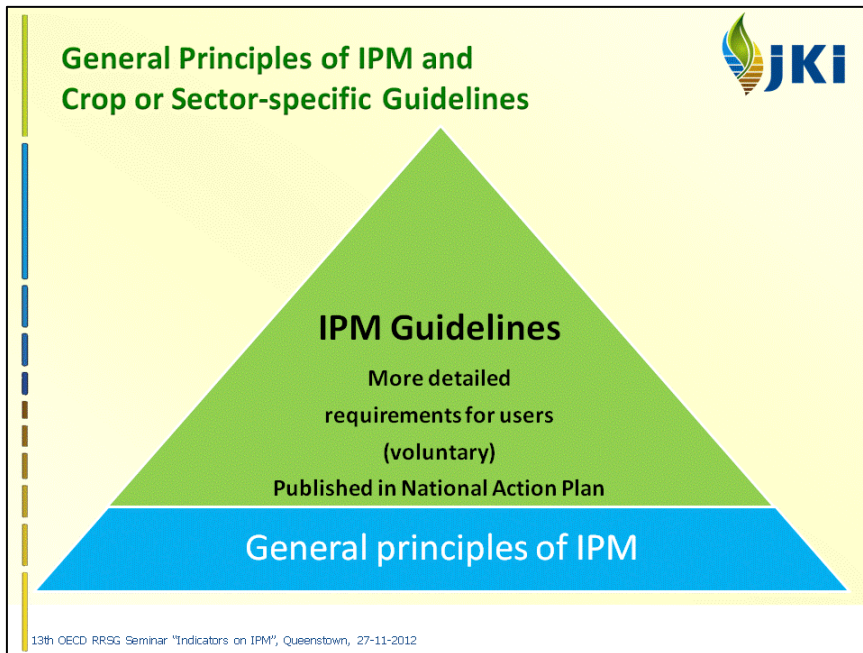 General Principles of IPM and
Crop or Sector-specific Guidelines
JKI
IPM Guidelines
More detailed
requirements for users
(voluntary)
Published in National Action Plan
General principles of IPM
13th OECD RRSG Seminar "Indicators on IPM", Queenstown, 27-11-2012